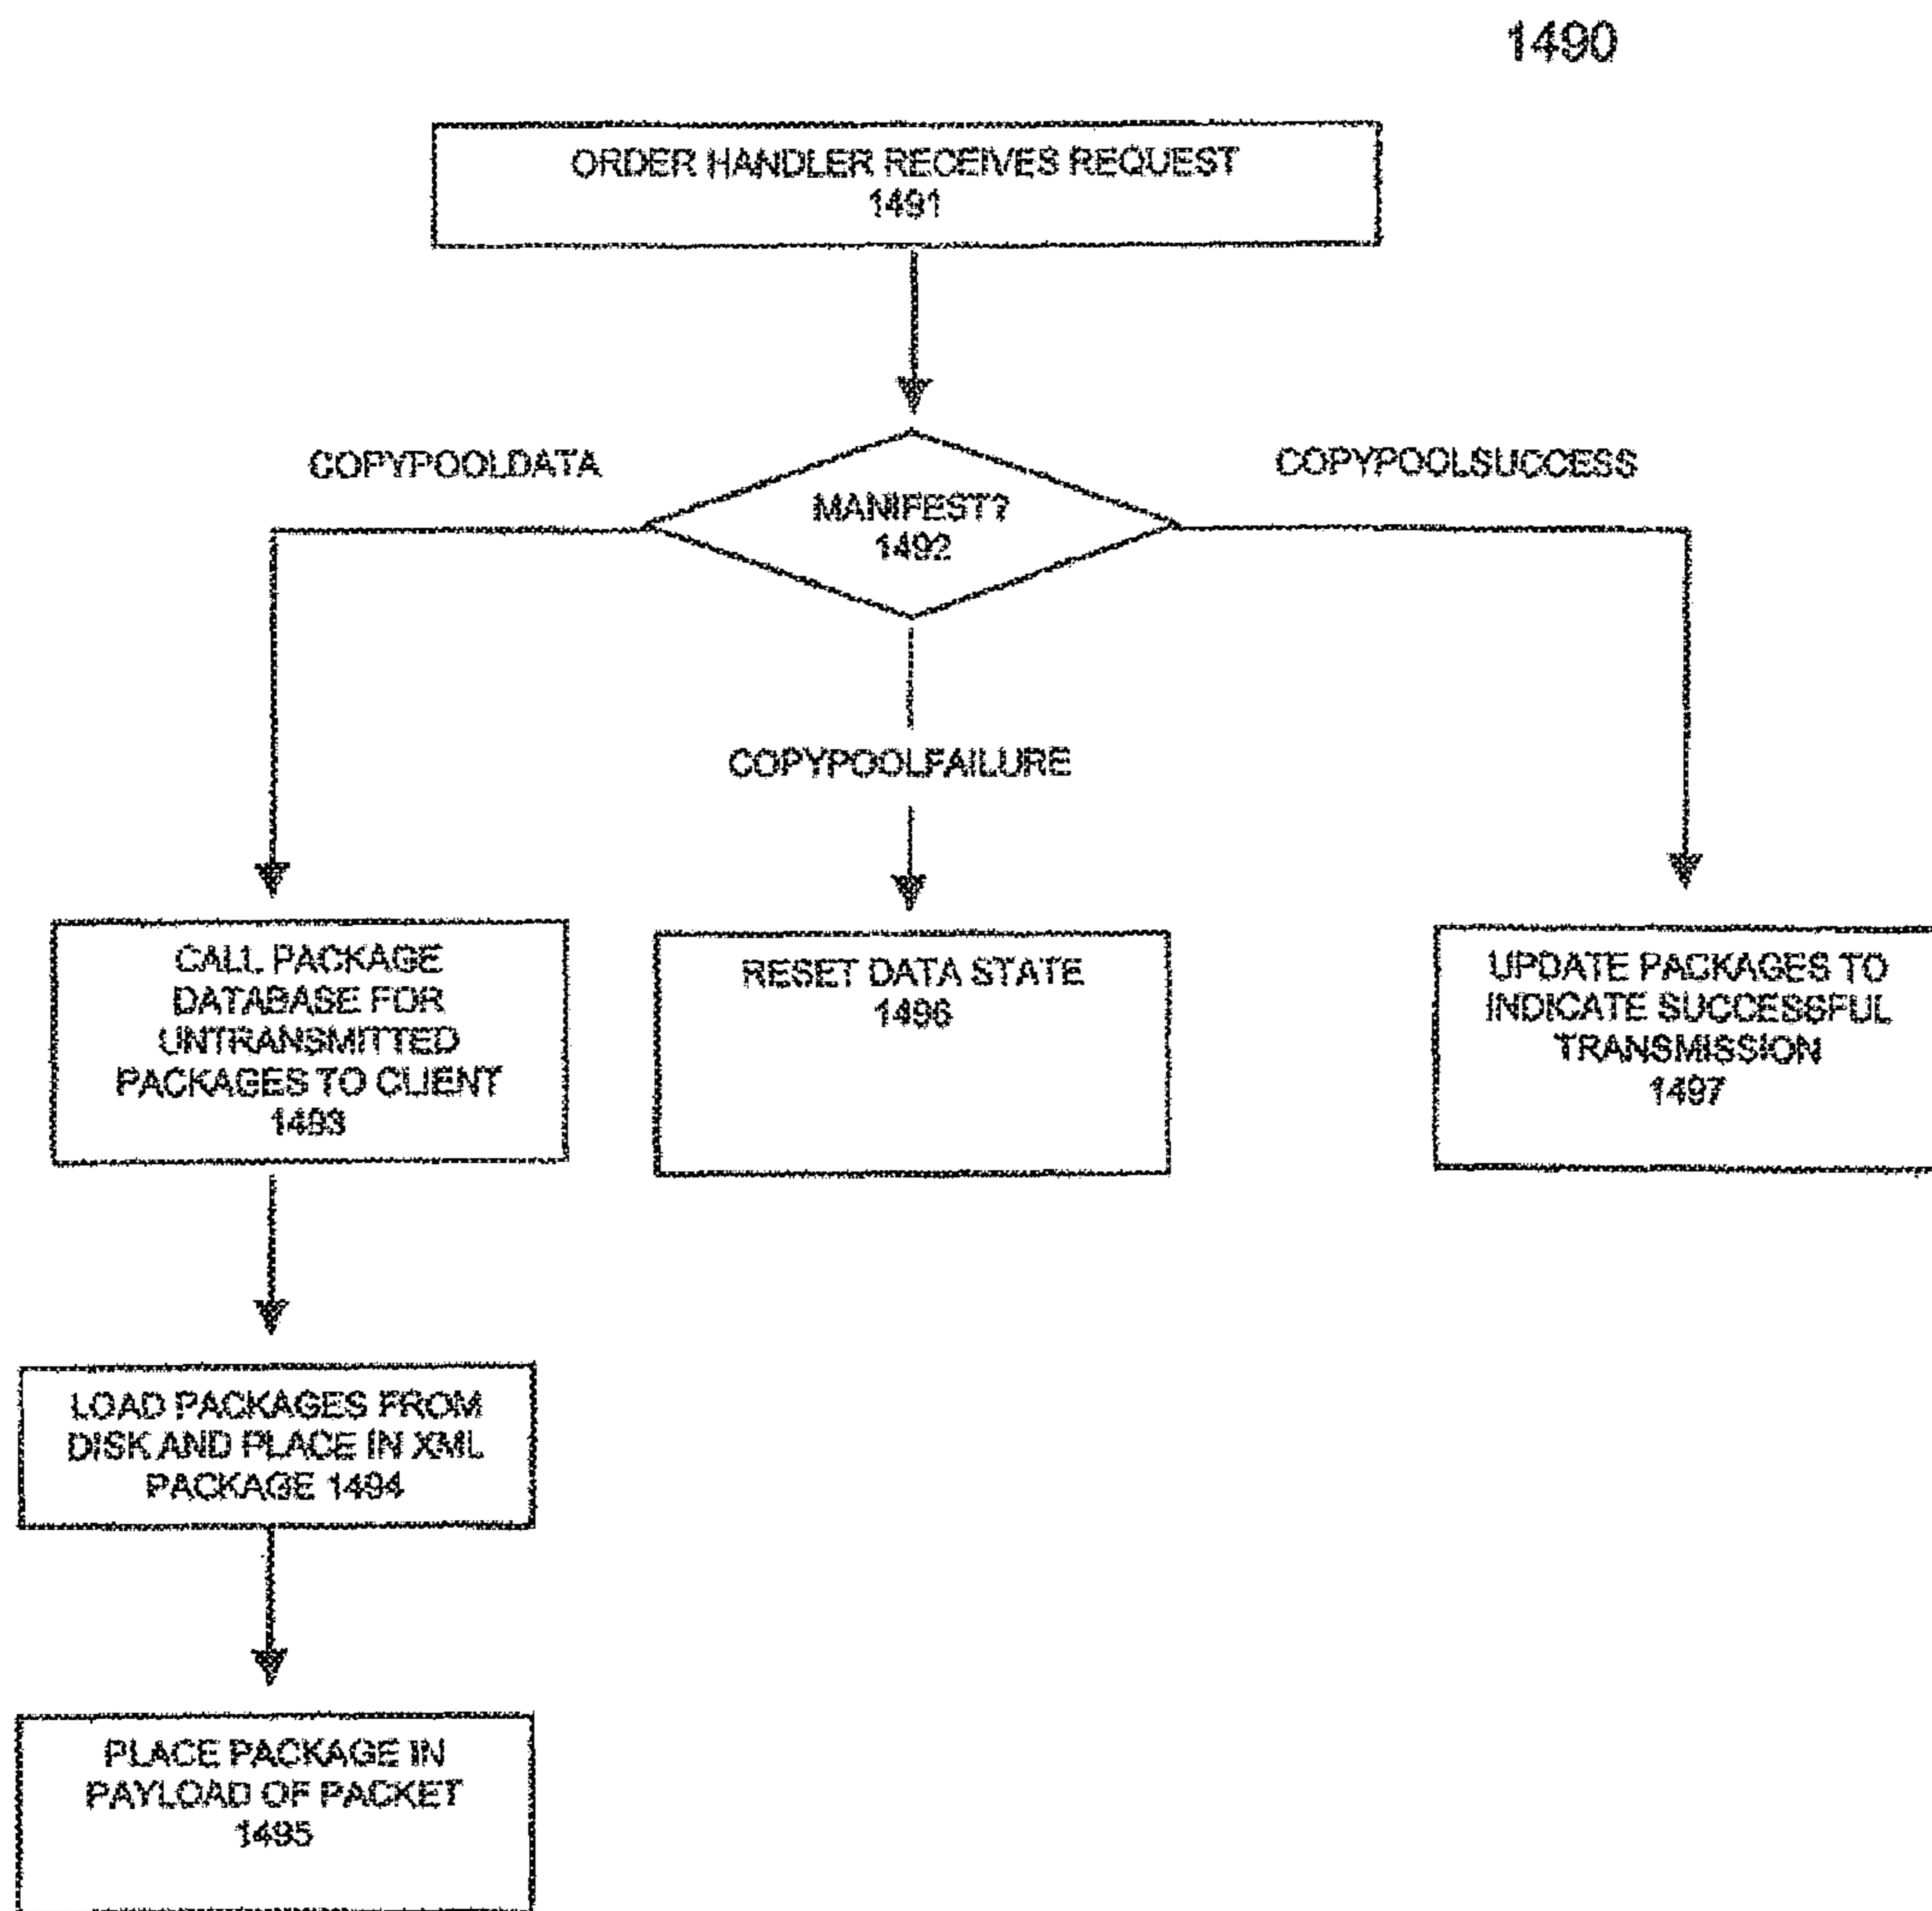 1490
ORDER HANDLER RECEIVES REQUEST
1491
COPYPOOLDATA
COPYPOOLSUCCESS
MANIFEST?
1492
COPYPOOLFAILURE
CALL PACKAGE
DATABASE FOR
UNTRANSMITTED
PACKAGES TO CLIENT
1493
RESET DATA STATE
1496
UPDATE PACKAGES TO
INDICATE SUCCESSFUL
TRANSMISSION
1497
LOAD PACKAGES FROM
DISK AND PLACE IN XML
PACKAGE 1494
PLACE PACKAGE IN
PAYLOAD OF PACKET
1495